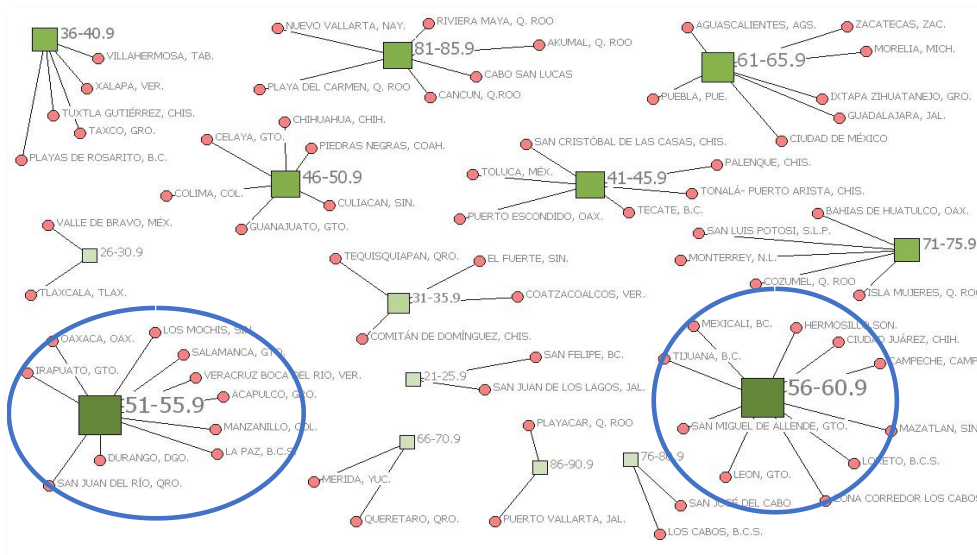 36-40.9
VILLAHERMOSA, TAB.
XALAPA, VER.
TUXTLA GUTIÉRREZ, CHIS.
TAXCO, GRO.
PLAYAS DE ROSARITO, B.C.
NUEVO VALLARTA, NAY.
RIVIERA MAYA, Q. ROO
81-85.9
AKUMAL, Q. ROO
CABO SAN LUCAS
PLAYA DEL CARMEN, Q. ROO
CANCUN, Q.ROO
AGUASCALIENTES, AGS.
ZACATECAS, ZAC.
MORELIA, MICH.
61-65.9
PUEBLA, PUE.
IXTAPA ZIHUATANEJO, GRO.
GUADALAJARA, JAL.
CIUDAD DE MÉXICO
CHIHUAHUA, CHIH.
CELAYA, GTO.
PIEDRAS NEGRAS, COAH.
46-50.9
COLIMA, COL.
CULIACAN, SIN.
GUANAJUATO, GTO.
SAN CRISTÓBAL DE LAS CASAS, CHIS.
PALENQUE, CHIS.
TOLUCA, MÉX.
41-45.9
TONALÁ- PUERTO ARISTA, CHIS.
PUERTO ESCONDIDO, OAX.
TECATE, B.C.
BAHIAS DE HUATULCO, OAX.
SAN LUIS POTOSI, S.L.P.
71-75.9
MONTERREY, N.L.
COZUMEL, Q. ROO
ISLA MUJERES, Q. ROO
VALLE DE BRAVO, MÉX.
26-30.9
TLAXCALA, TLAX.
TEQUISQUIAPAN, QRO.
EL FUERTE, SIN.
31-35.9
COATZACOALCOS, VER.
COMITÁN DE DOMÍNGUEZ, CHIS.
LOS MOCHIS, SIN.
OAXACA, OAX.
SALAMANCA, GTO.
IRAPUATO, GTO.
VERACRUZ BOCA DEL RIO, VER.
51-55.9
ACAPULCO, GRO.
MANZANILLO, COL.
LA PAZ, B.C.S.
DURANGO, DGO.
SAN JUAN DEL RÍO, QRO.
SAN FELIPE, BC.
21-25.9
SAN JUAN DE LOS LAGOS, JAL.
MEXICALI, BC.
HERMOSILLO,SON.
CIUDAD JUÁREZ, CHIH.
TIJUANA, B.C.
CAMPECHE, CAMP
56-60.9
SAN MIGUEL DE ALLENDE, GTO.
MAZATLAN, SIN
LEON, GTO.
LORETO, B.C.S.
ZONA CORREDOR LOS CABOS
66-70.9
MERIDA, YUC.
QUERETARO, QRO.
PLAYACAR, Q. ROO
86-90.9
PUERTO VALLARTA, JAL.
76-80.9
SAN JOSÉ DEL CABO
LOS CABOS, B.C.S.